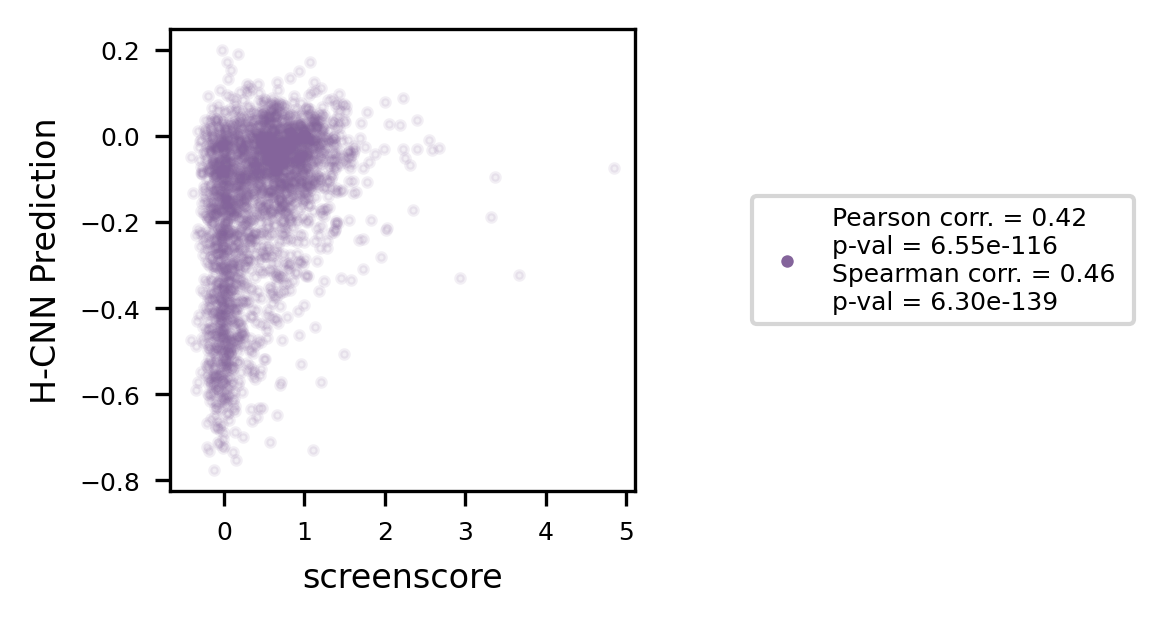 0.2
0.0
−0.2
−0.4
−0.6
−0.8
H-CNN Prediction
0 1 2 3 4 5
screenscore
Pearson corr. = 0.42
p-val = 6.55e-116
Spearman corr. = 0.46
p-val = 6.30e-139